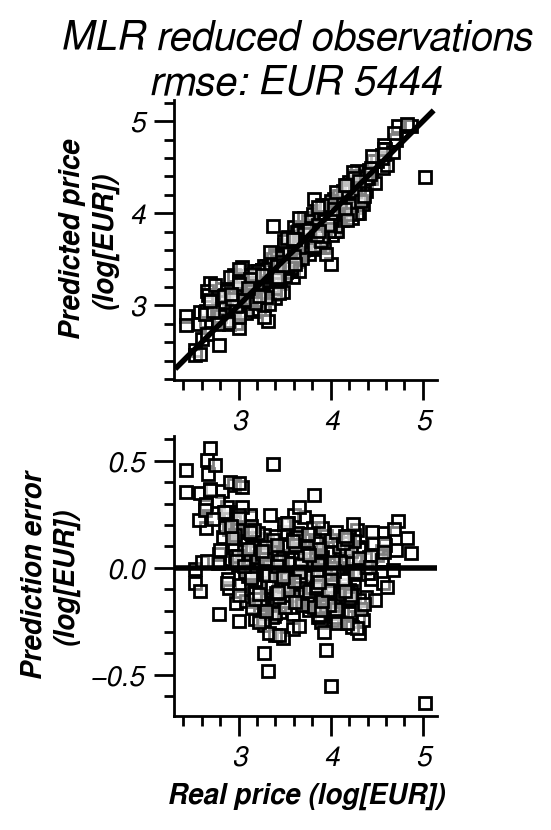 MLR reduced observations
rmse: EUR 5444
Predicted price
(log[EUR])
5
4
3
3 4 5
Prediction error
(log[EUR])
0.5
0.0
−0.5
3 4 5
Real price (log[EUR])